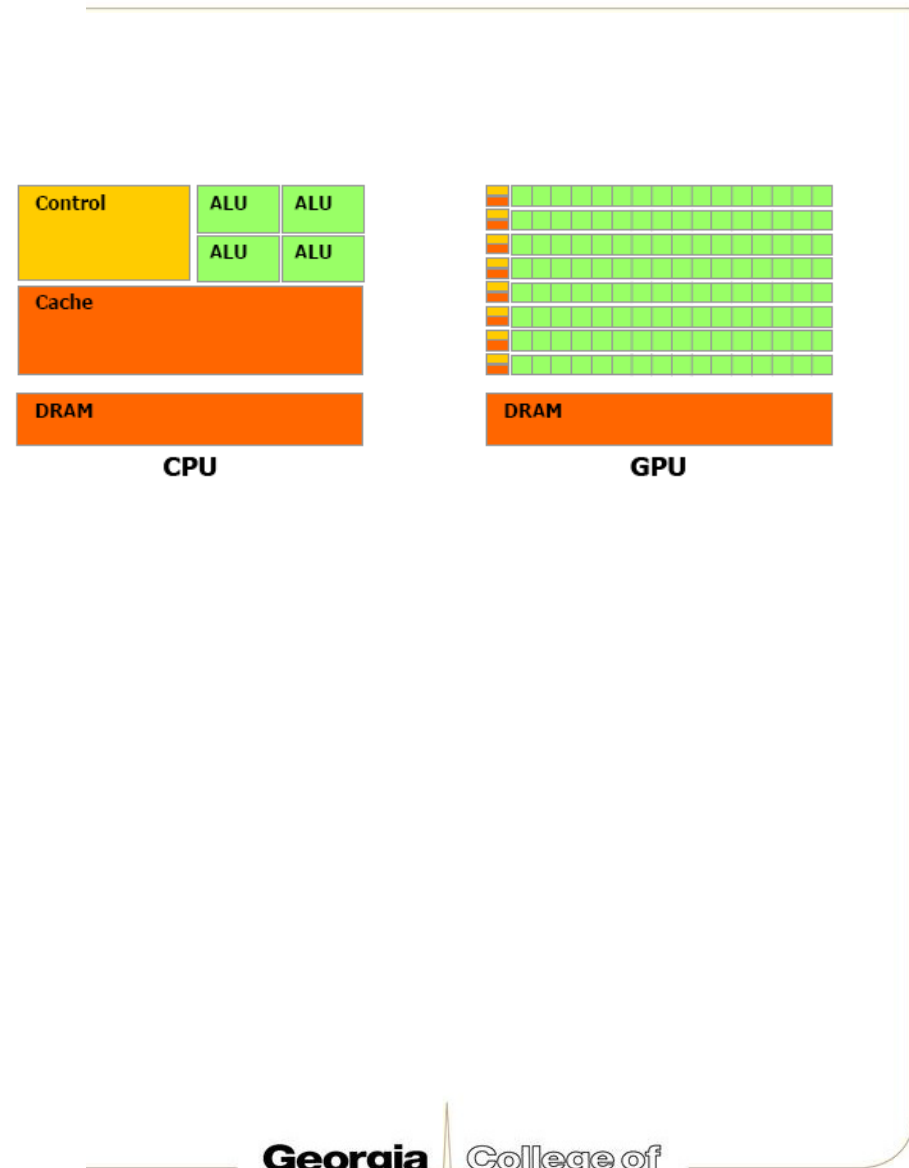 Control
ALU ALU
ALU ALU
Cache
DRAM
CPU
DRAM
GPU
Georgia College of